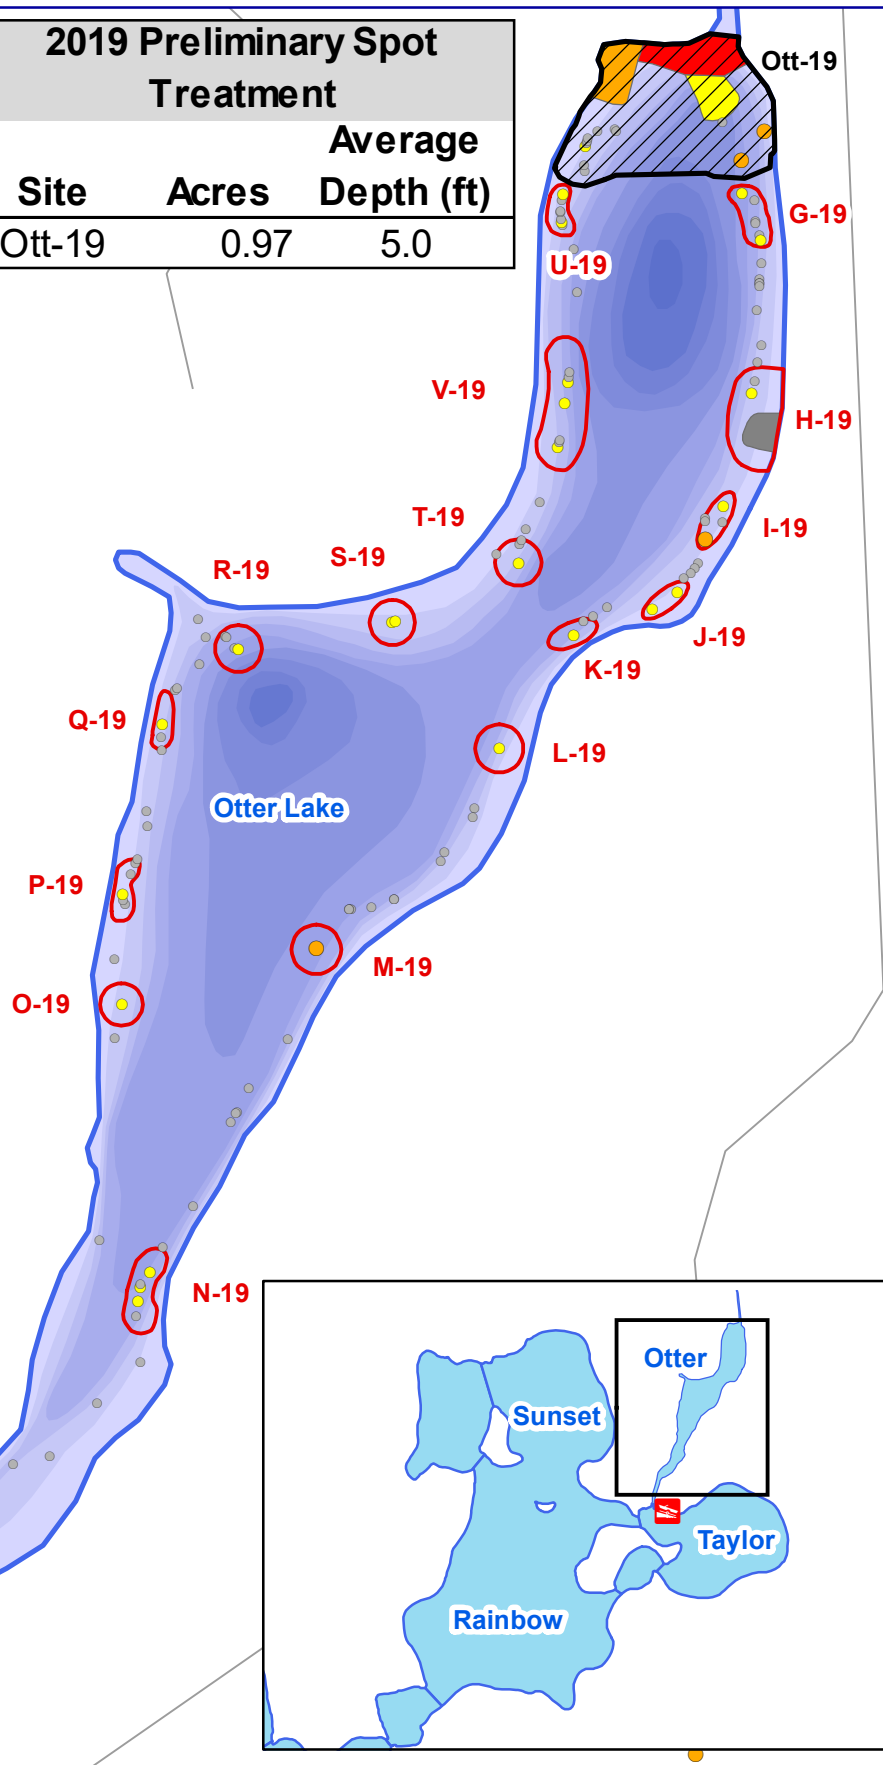 2019 Preliminary Spot
Treatment
Average
Site Acres Depth (ft)
Ott-19 0.97 5.0
Ott-19
G-19
U-19
V-19
H-19
T-19
I-19
S-19
R-19
J-19
K-19
Q-19
L-19
Otter Lake
P-19
M-19
O-19
N-19
Otter
Sunset
Taylor
Rainbow